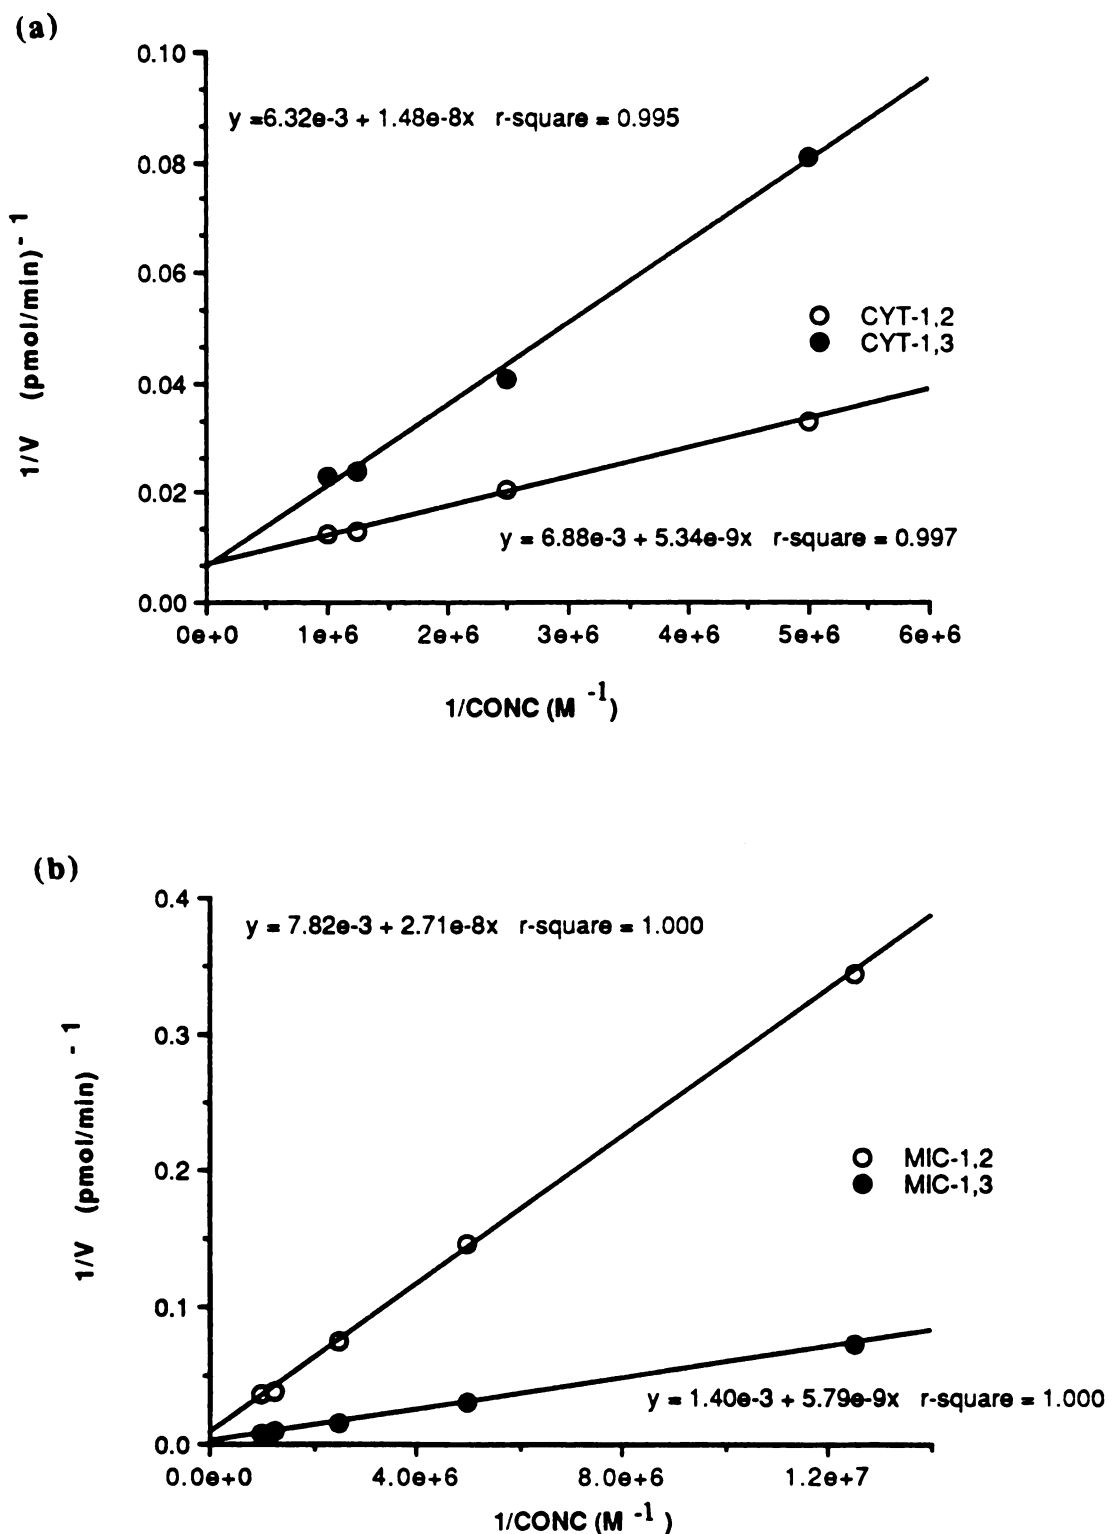 (a)
0.10
y =6.32e-3 + 1.48e-8x r-square = 0.995
0.08
0.06
1/V (pmol/min)-1
CYT-1,2
CYT-1,3
0.04
0.02
y = 6.88e-3 + 5.34e-9x r-square = 0.997
0.00
0e+0 1e+6 2e+6 3e+6 4e+6 5e+6 6e+6
1/CONC (M -1)
(b)
0.4
y = 7.82e-3 + 2.71e-8x r-square = 1.000
0.3
1/V (pmol/min) -1
MIC-1,2
MIC-1,3
0.2
0.1
y = 1.40e-3 + 5.79e-9x r-square = 1.000
0.0
0.0e+0 4.0e+6 8.0e+6 1.2e+7
1/CONC (M -1)